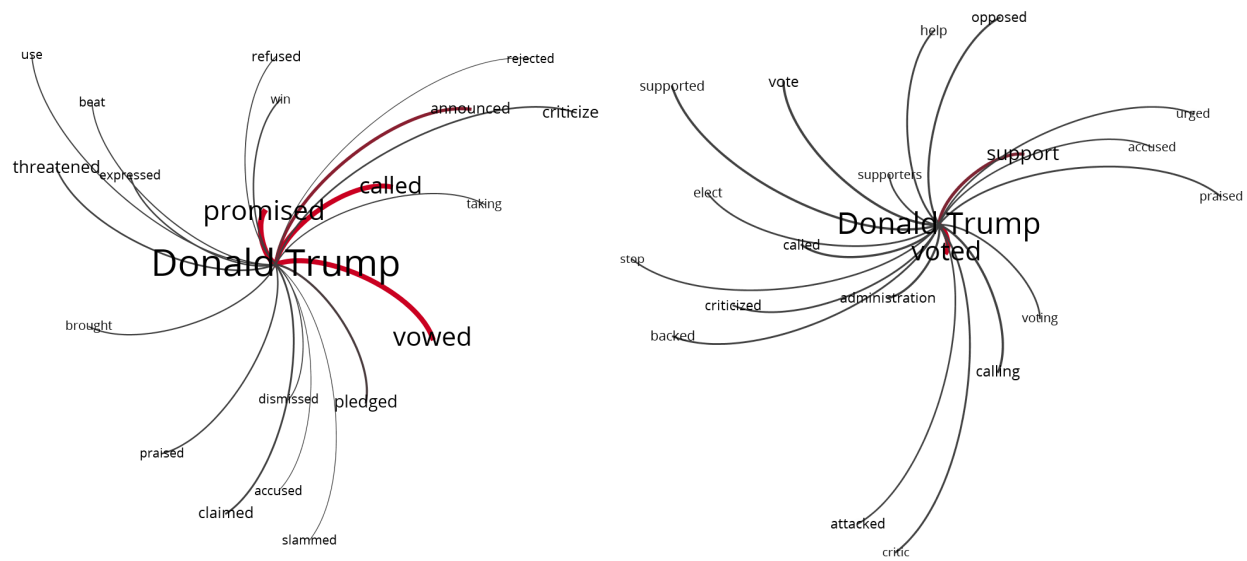 use
refused
rejected
beat
win
announced
criticize
threatened
expressed
called
taking
promised
Donald Trump
brought
vowed
dismissed
pledged
praised
accused
claimed
slammed
opposed
help
supported
vote
urged
support
accused
supporters
elect
praised
Donald Trump
called
voted
stop
criticized
administration
backed
voting
calling
attacked
critic